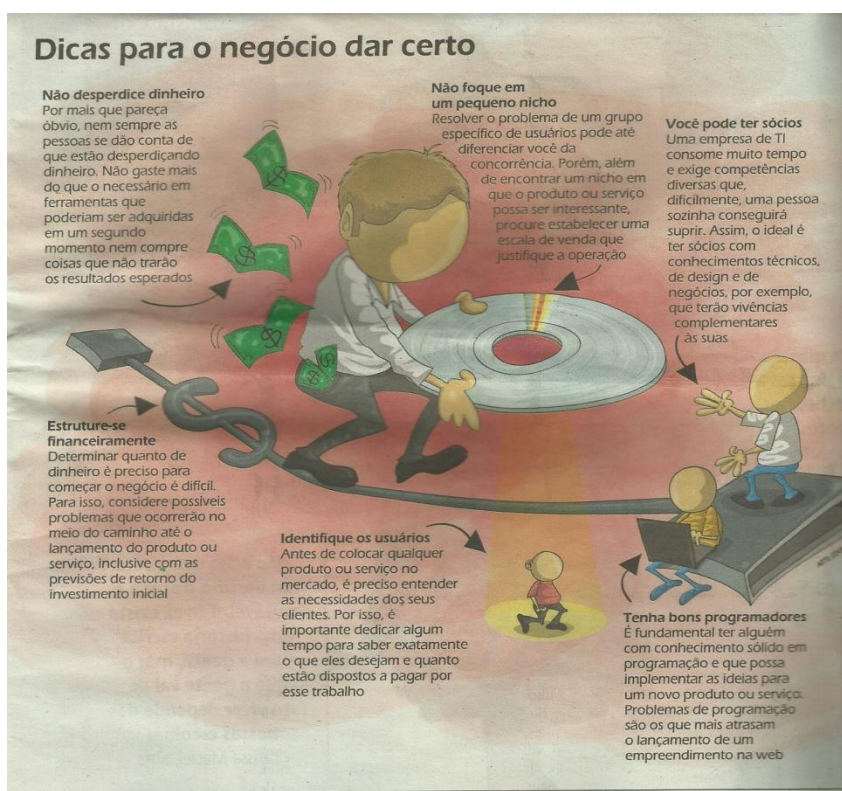 Dicas para o negócio dar certo
Não desperdice dinheiro
Por mais que pareça
óbvio, nem sempre as
pessoas se dão conta de
que estão desperdiçando
dinheiro. Não gaste mais
do que o necessário em
ferramentas que
poderiam ser adquiridas
em um segundo
momento nem compre
coisas que não trarão
os resultados esperados
Não foque em
um pequeno nicho
Resolver o problema de um grupo
específico de usuários pode até
diferenciar você da
concorrência. Porém, além
de encontrar um nicho em
que o produto ou serviço
possa ser interessante,
procure estabelecer uma
escala de venda que
justifique a operação
Você pode ter sócios
Uma empresa de TI
consome muito tempo
e exige competências
diversas que,
dificilmente, uma pessoa
sozinha conseguirá
suprir. Assim, o ideal é
ter sócios com
conhecimentos técnicos,
de design e de
negócios, por exemplo,
que terão vivências
complementares
às suas
Estruture-se
financeiramente
Determinar quanto de
dinheiro é preciso para
começar o negócio é difícil.
Para isso, considere possíveis
problemas que ocorrerão no
meio do caminho até o
lançamento do produto ou
serviço, inclusive com as
previsões de retorno do
investimento inicial
Identifique os usuários
Antes de colocar qualquer
produto ou serviço no
mercado, é preciso entender
as necessidades dos seus
clientes. Por isso, é
importante dedicar algum
tempo para saber exatamente
o que eles desejam e quanto
estão dispostos a pagar por
esse trabalho
Tenha bons programadores
É fundamental ter alguém
com conhecimento sólido em
programação e que possa
implementar as ideias para
um novo produto ou serviço.
Problemas de programação
são os que mais atrasam
o lançamento de um
empreendimento na web